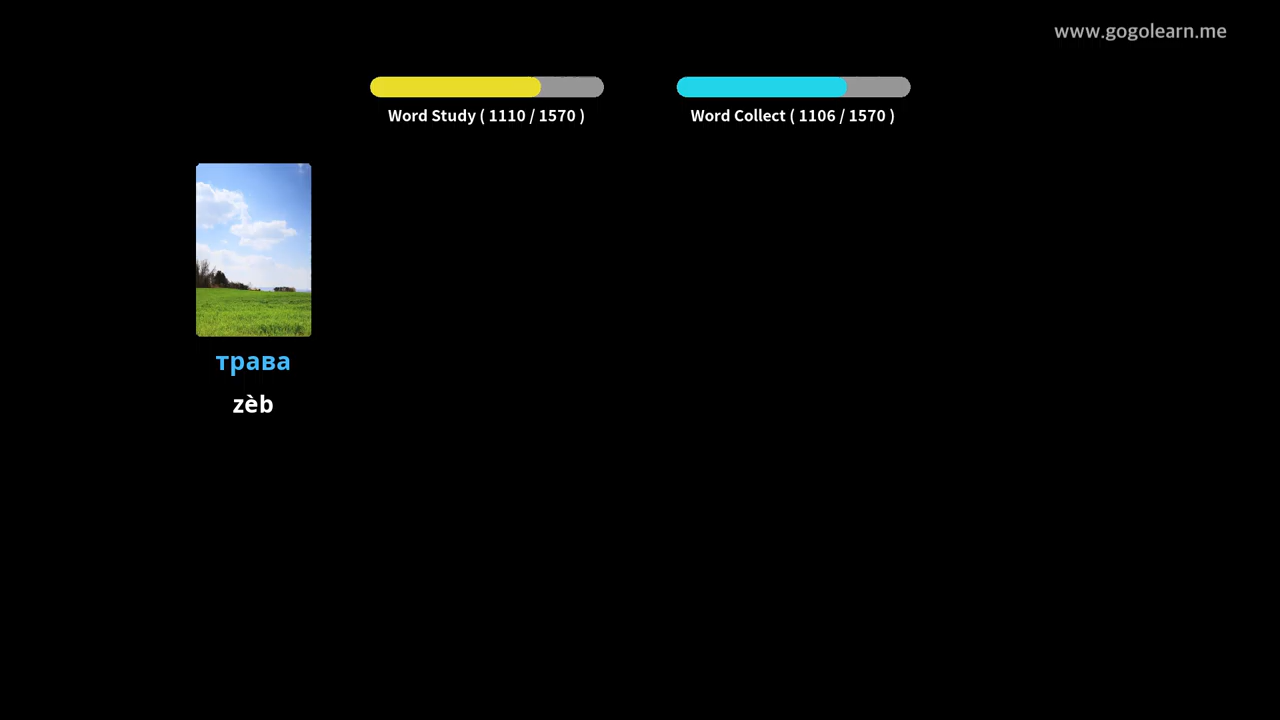 www.gogolearn.me
Word Study ( 1110 / 1570 )
Word Collect ( 1106 / 1570 )
трава
zèb